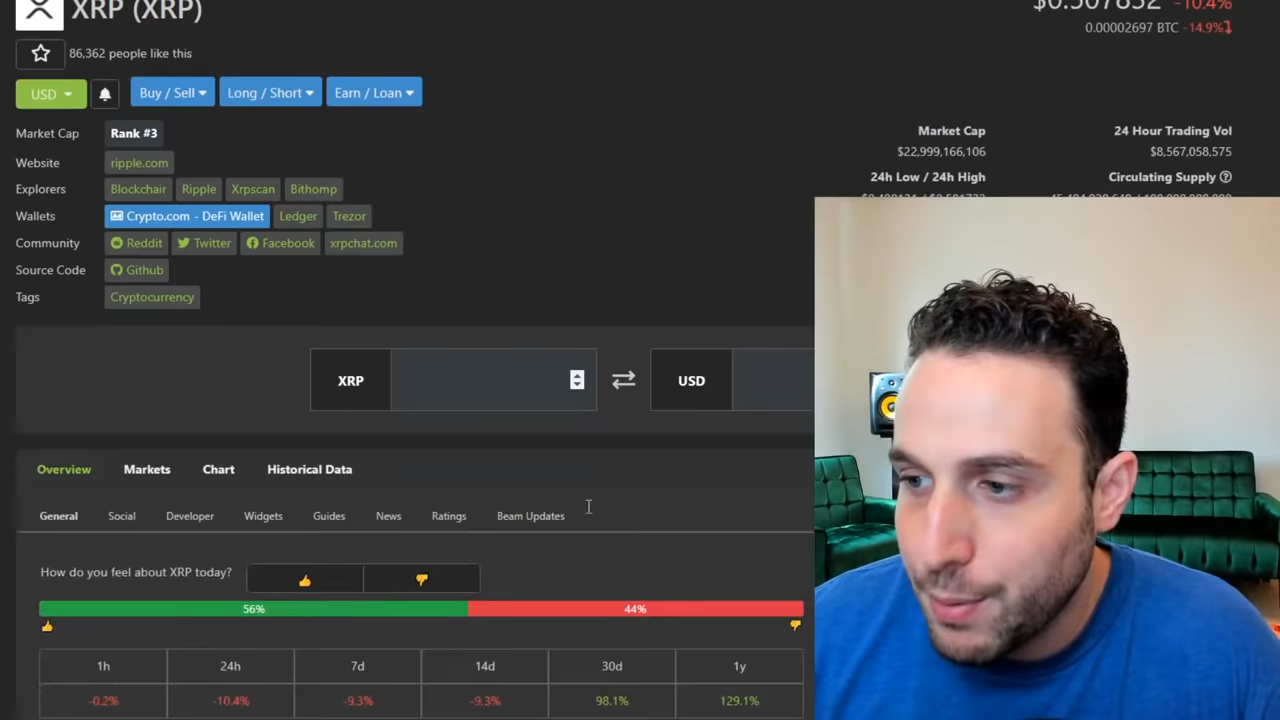 XRP (XRP)
$0.507832 -10.4%
86,362 people like this
0.00002697 BTC -14.9%
USD Buy / Sell Long / Short Earn / Loan
Market Cap Rank #3
Website ripple.com
Explorers Blockchair Ripple Xrpscan Bithomp
Wallets Crypto.com - DeFi Wallet Ledger Trezor
Community Reddit Twitter Facebook xrpchat.com
Source Code Github
Tags Cryptocurrency
Market Cap 24 Hour Trading Vol
$22,999,166,106 $8,567,058,575
24h Low / 24h High Circulating Supply
XRP USD
Overview Markets Chart Historical Data
General Social Developer Widgets Guides News Ratings Beam Updates
How do you feel about XRP today?
56% 44%
1h 24h 7d 14d 30d 1y
-0.2% -10.4% -9.3% -9.3% 98.1% 129.1%